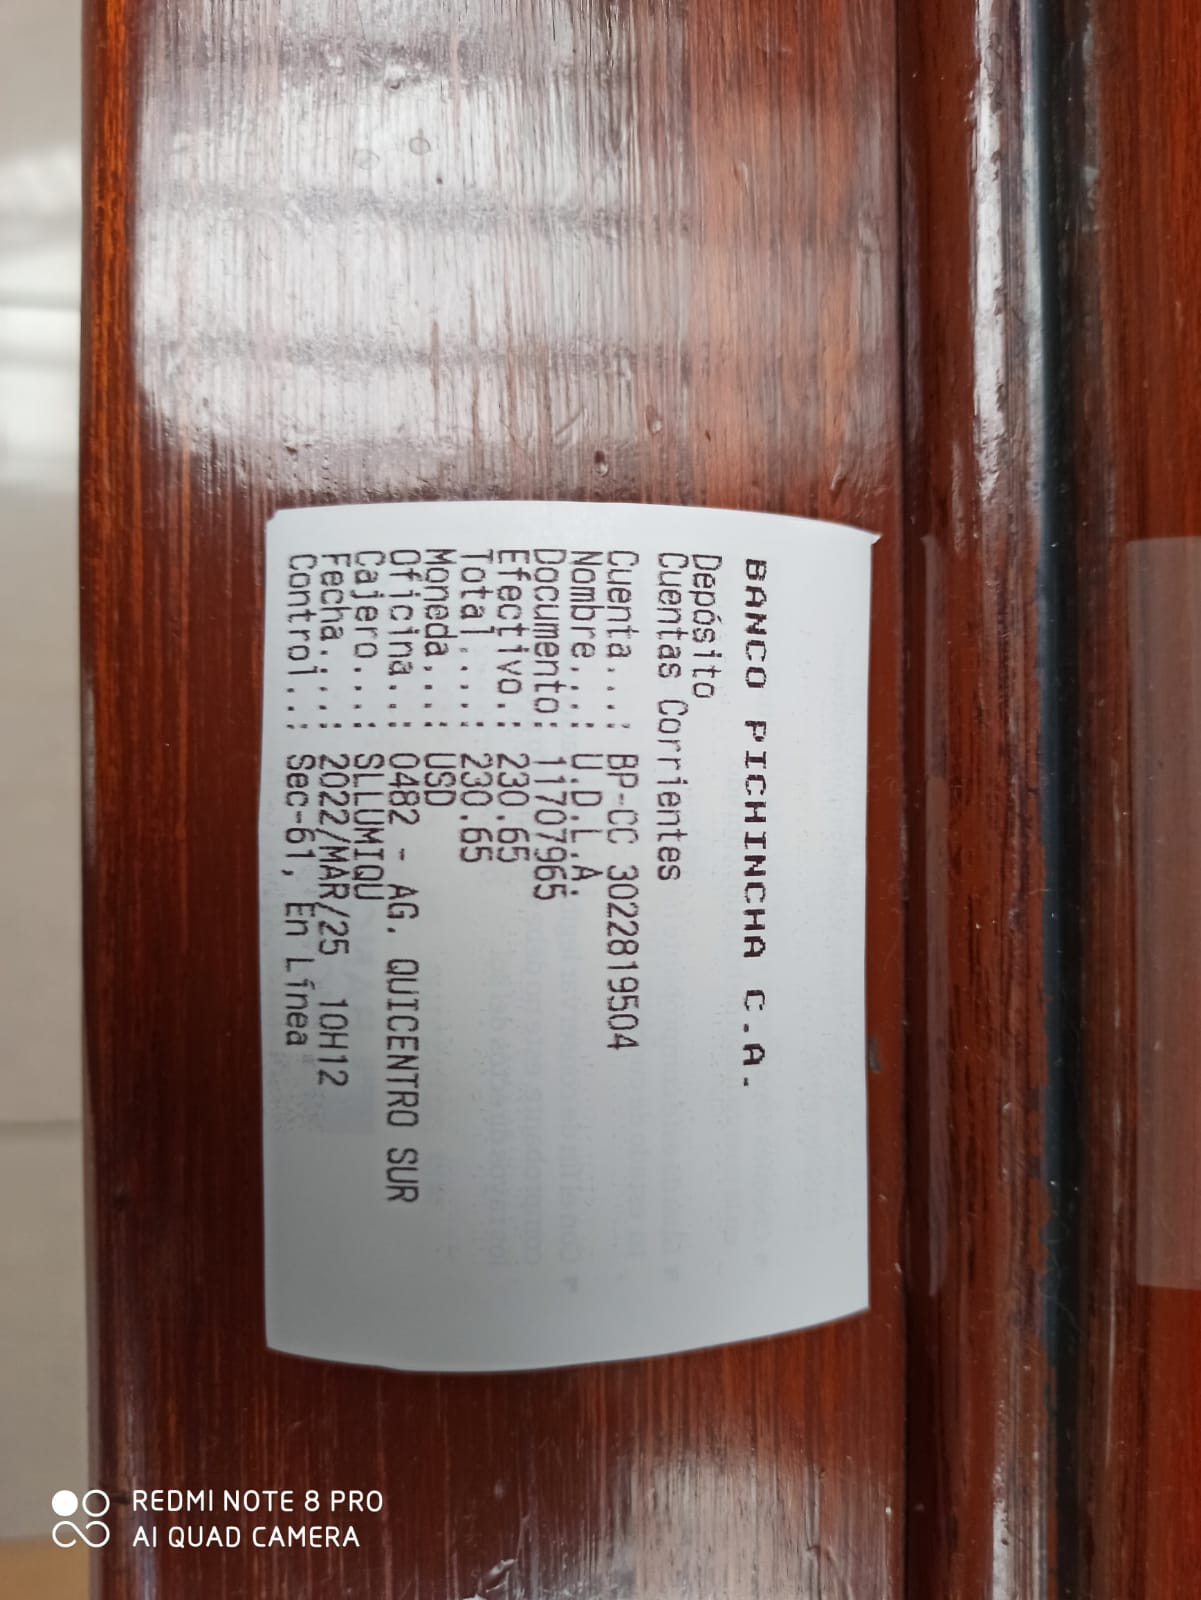 BANCO PICHINCHA C.A.
Depósito
Cuentas Corrientes
Cuenta...: BP-CC 3022819504
Nombre...: U.D.L.A.
Documento: 11707965
Efectivo.: 230.65
Total....: 230.65
Moneda...: USD
Oficina..: 0482 - AG. QUICENTRO SUR
Cajero...: SLLUMIQU
Fecha....: 2022/MAR/25 10H12
Control..: Sec-61, En Línea
REDMI NOTE 8 PRO
AI QUAD CAMERA